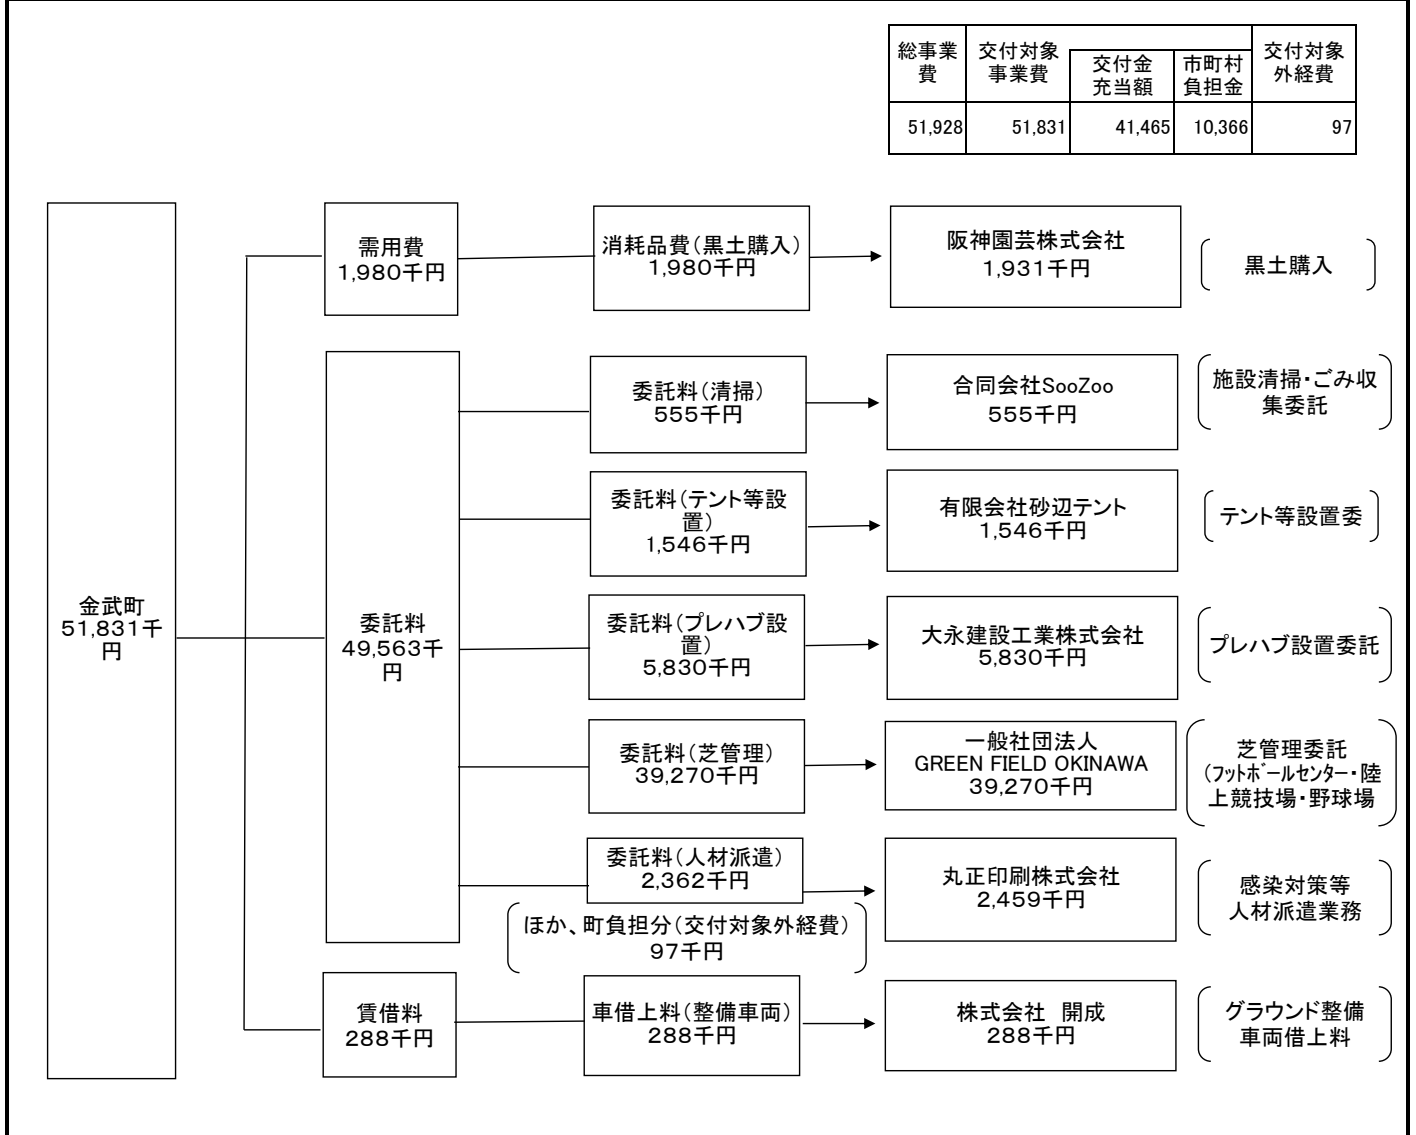 総事業
費
交付対象
事業費
交付金
充当額
市町村
負担金
交付対象
外経費
51,928
51,831
41,465
10,366
97
金武町
51,831千
円
需用費
1,980千円
消耗品費(黒土購入)
1,980千円
阪神園芸株式会社
1,931千円
黒土購入
委託料
49,563千
円
委託料(清掃)
555千円
合同会社SooZoo
555千円
施設清掃・ごみ収
集委託
委託料(テント等設
置)
1,546千円
有限会社砂辺テント
1,546千円
テント等設置委
委託料(プレハブ設
置)
5,830千円
大永建設工業株式会社
5,830千円
プレハブ設置委託
委託料(芝管理)
39,270千円
一般社団法人
GREEN FIELD OKINAWA
39,270千円
芝管理委託
(フットボールセンター・陸
上競技場・野球場
委託料(人材派遣)
2,362千円
ほか、町負担分(交付対象外経費)
97千円
丸正印刷株式会社
2,459千円
感染対策等
人材派遣業務
賃借料
288千円
車借上料(整備車両)
288千円
株式会社 開成
288千円
グラウンド整備
車両借上料